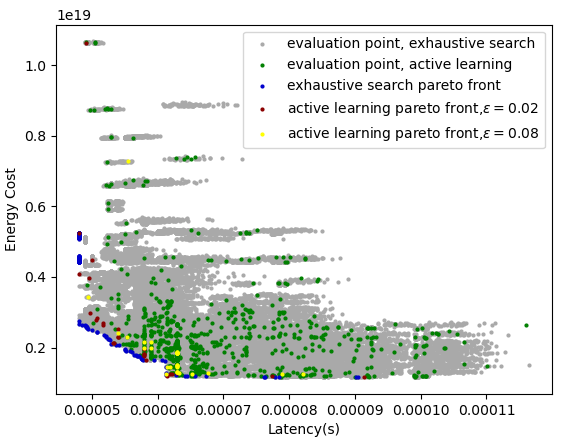 1e19
evaluation point, exhaustive search
evaluation point, active learning
exhaustive search pareto front
active learning pareto front,ε = 0.02
active learning pareto front,ε = 0.08
1.0
0.8
0.6
0.4
0.2
Energy Cost
0.00005 0.00006 0.00007 0.00008 0.00009 0.00010 0.00011
Latency(s)